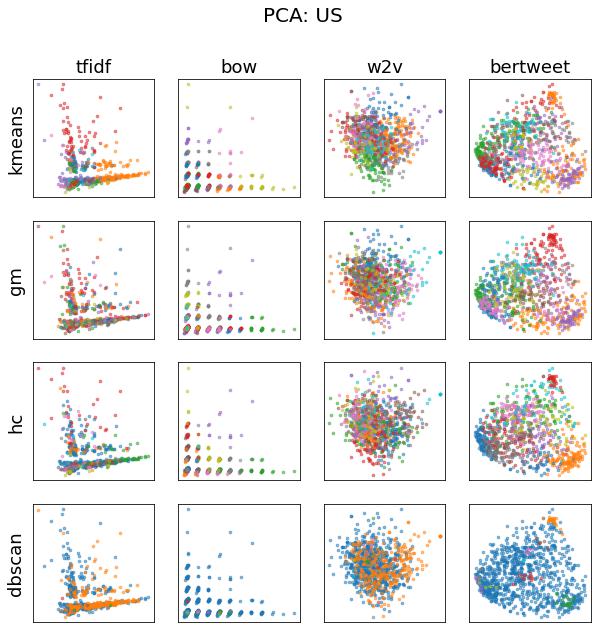 PCA: US
tfidf bow w2v bertweet
kmeans
gm
hc
dbscan